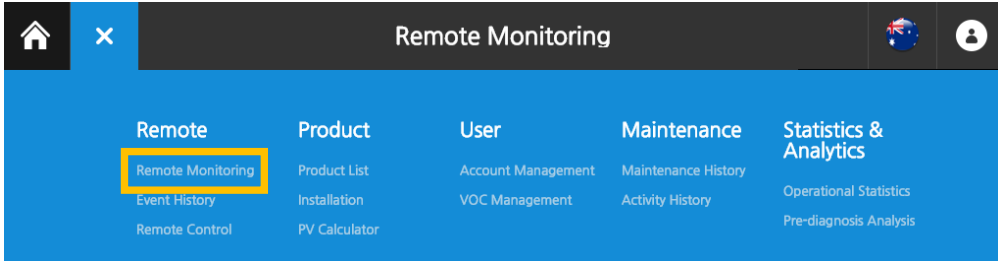 Remote Monitoring
Remote
Remote Monitoring
Event History
Remote Control
Product
Product List
Installation
PV Calculator
User
Account Management
VOC Management
Maintenance
Maintenance History
Activity History
Statistics &
Analytics
Operational Statistics
Pre-diagnosis Analysis